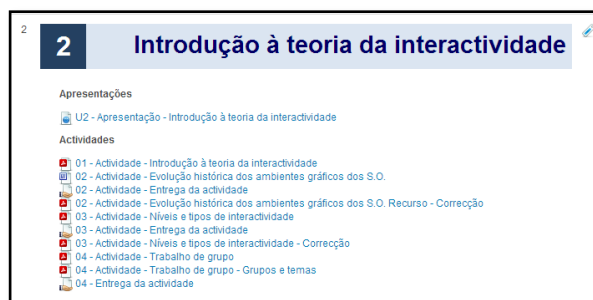 2
2 Introdução à teoria da interactividade
Apresentações
U2 - Apresentação - Introdução à teoria da interactividade
Actividades
01 - Actividade - Introdução à teoria da interactividade
02 - Actividade - Evolução histórica dos ambientes gráficos dos S.O.
02 - Actividade - Entrega da actividade
02 - Actividade - Evolução histórica dos ambientes gráficos dos S.O. Recurso - Correcção
03 - Actividade - Níveis e tipos de interactividade
03 - Actividade - Entrega da actividade
03 - Actividade - Níveis e tipos de interactividade - Correcção
04 - Actividade - Trabalho de grupo
04 - Actividade - Trabalho de grupo - Grupos e temas
04 - Entrega da actividade